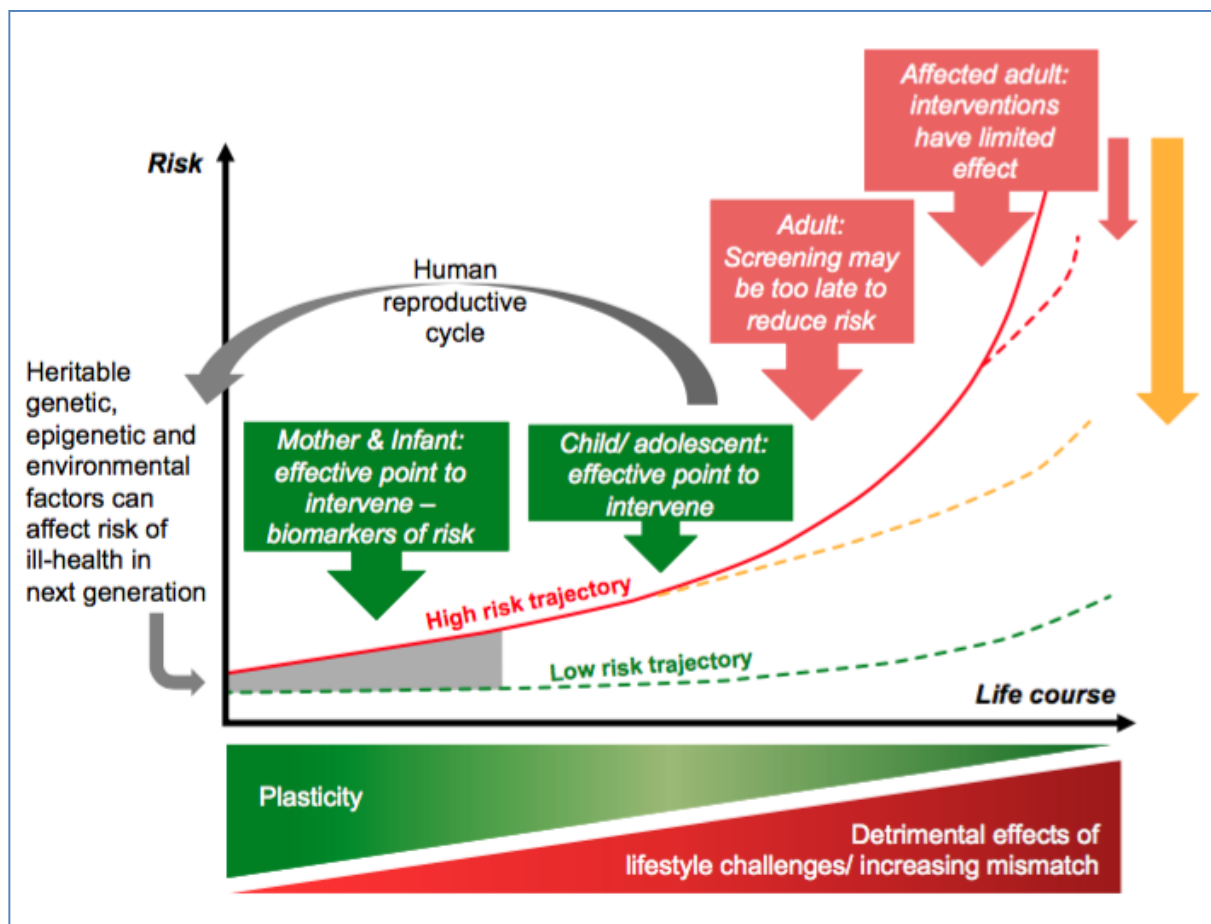 Affected adult:
interventions
have limited
effect
Risk
Adult:
Screening may
be too late to
reduce risk
Human
reproductive
cycle
Heritable
genetic,
epigenetic and
environmental
factors can
affect risk of
ill-health in
next generation
Mother & Infant:
effective point to
intervene –
biomarkers of risk
Child/ adolescent:
effective point to
intervene
High risk trajectory
Low risk trajectory
Life course
Plasticity
Detrimental effects of
lifestyle challenges/ increasing mismatch